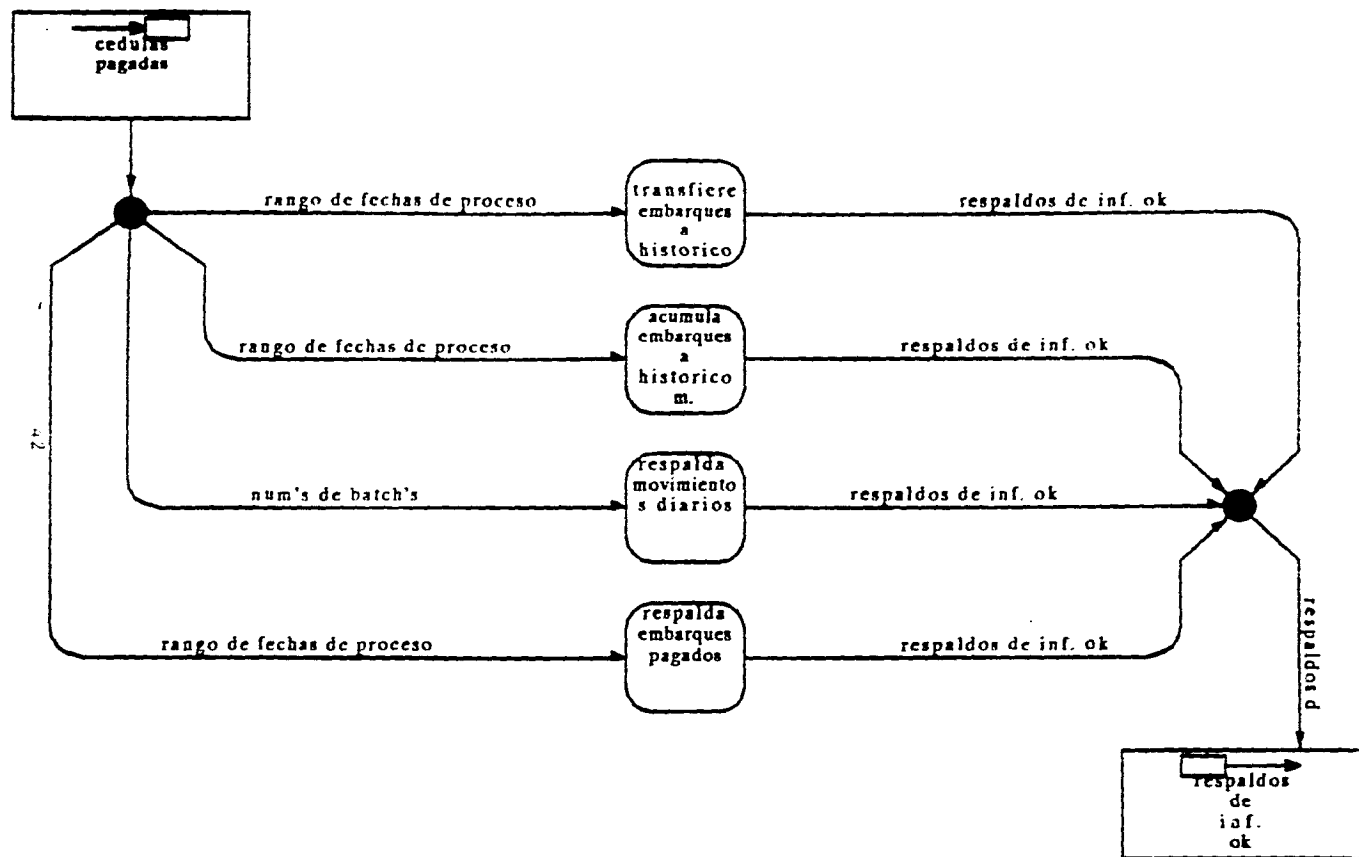 cedulas
pagadas
rango de fechas de proceso
transfiere
embarques
a
historico
respaldos de inf. ok
rango de fechas de proceso
acumula
embarques
a
historico
m.
respaldos de inf. ok
42
num's de batch's
respalda
movimiento
s diarios
respaldos de inf. ok
rango de fechas de proceso
respalda
embarques
pagados
respaldos de inf. ok
respaldos d
respaldos
de
inf.
ok